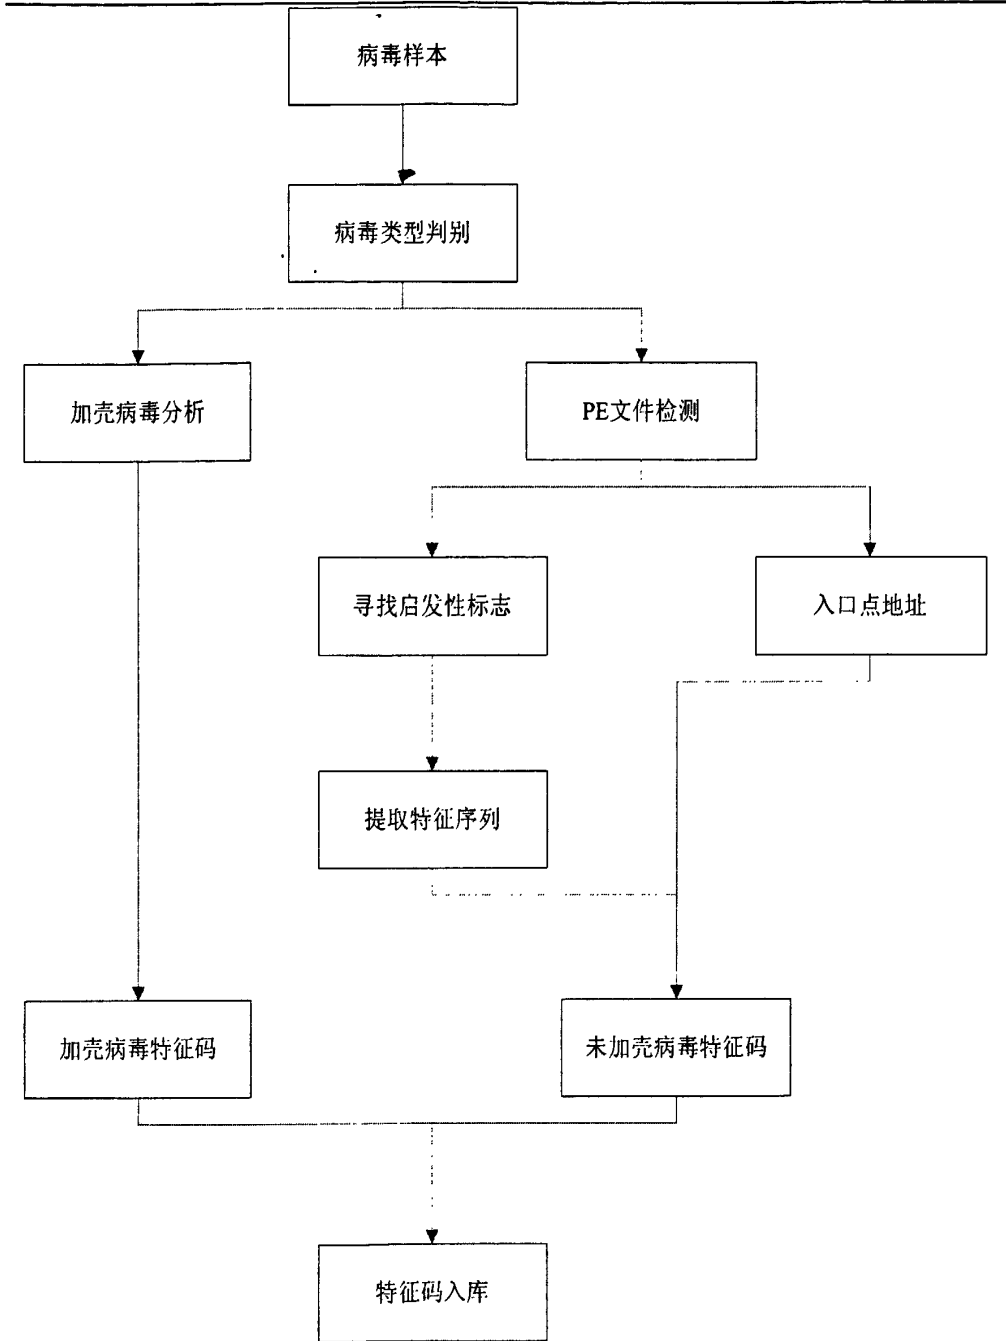 病毒样本
病毒类型判别
加壳病毒分析
PE文件检测
寻找启发性标志
入口点地址
提取特征序列
加壳病毒特征码
未加壳病毒特征码
特征码入库